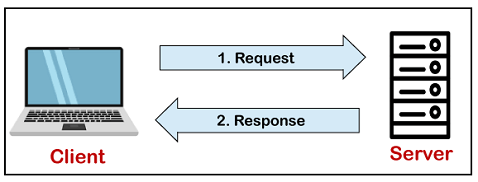 1. Request
2. Response
Client
Server